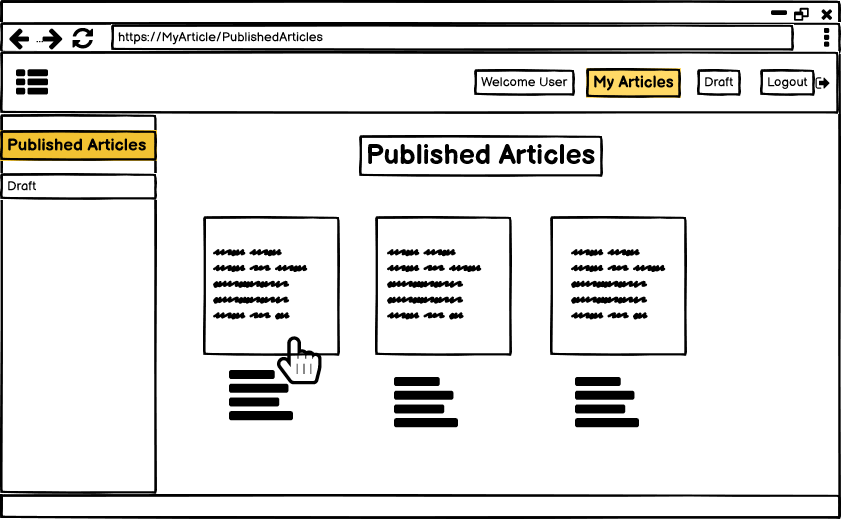 https://MyArticle/PublishedArticles
Welcome User
My Articles
Draft
Logout
Published Articles
Draft
Published Articles